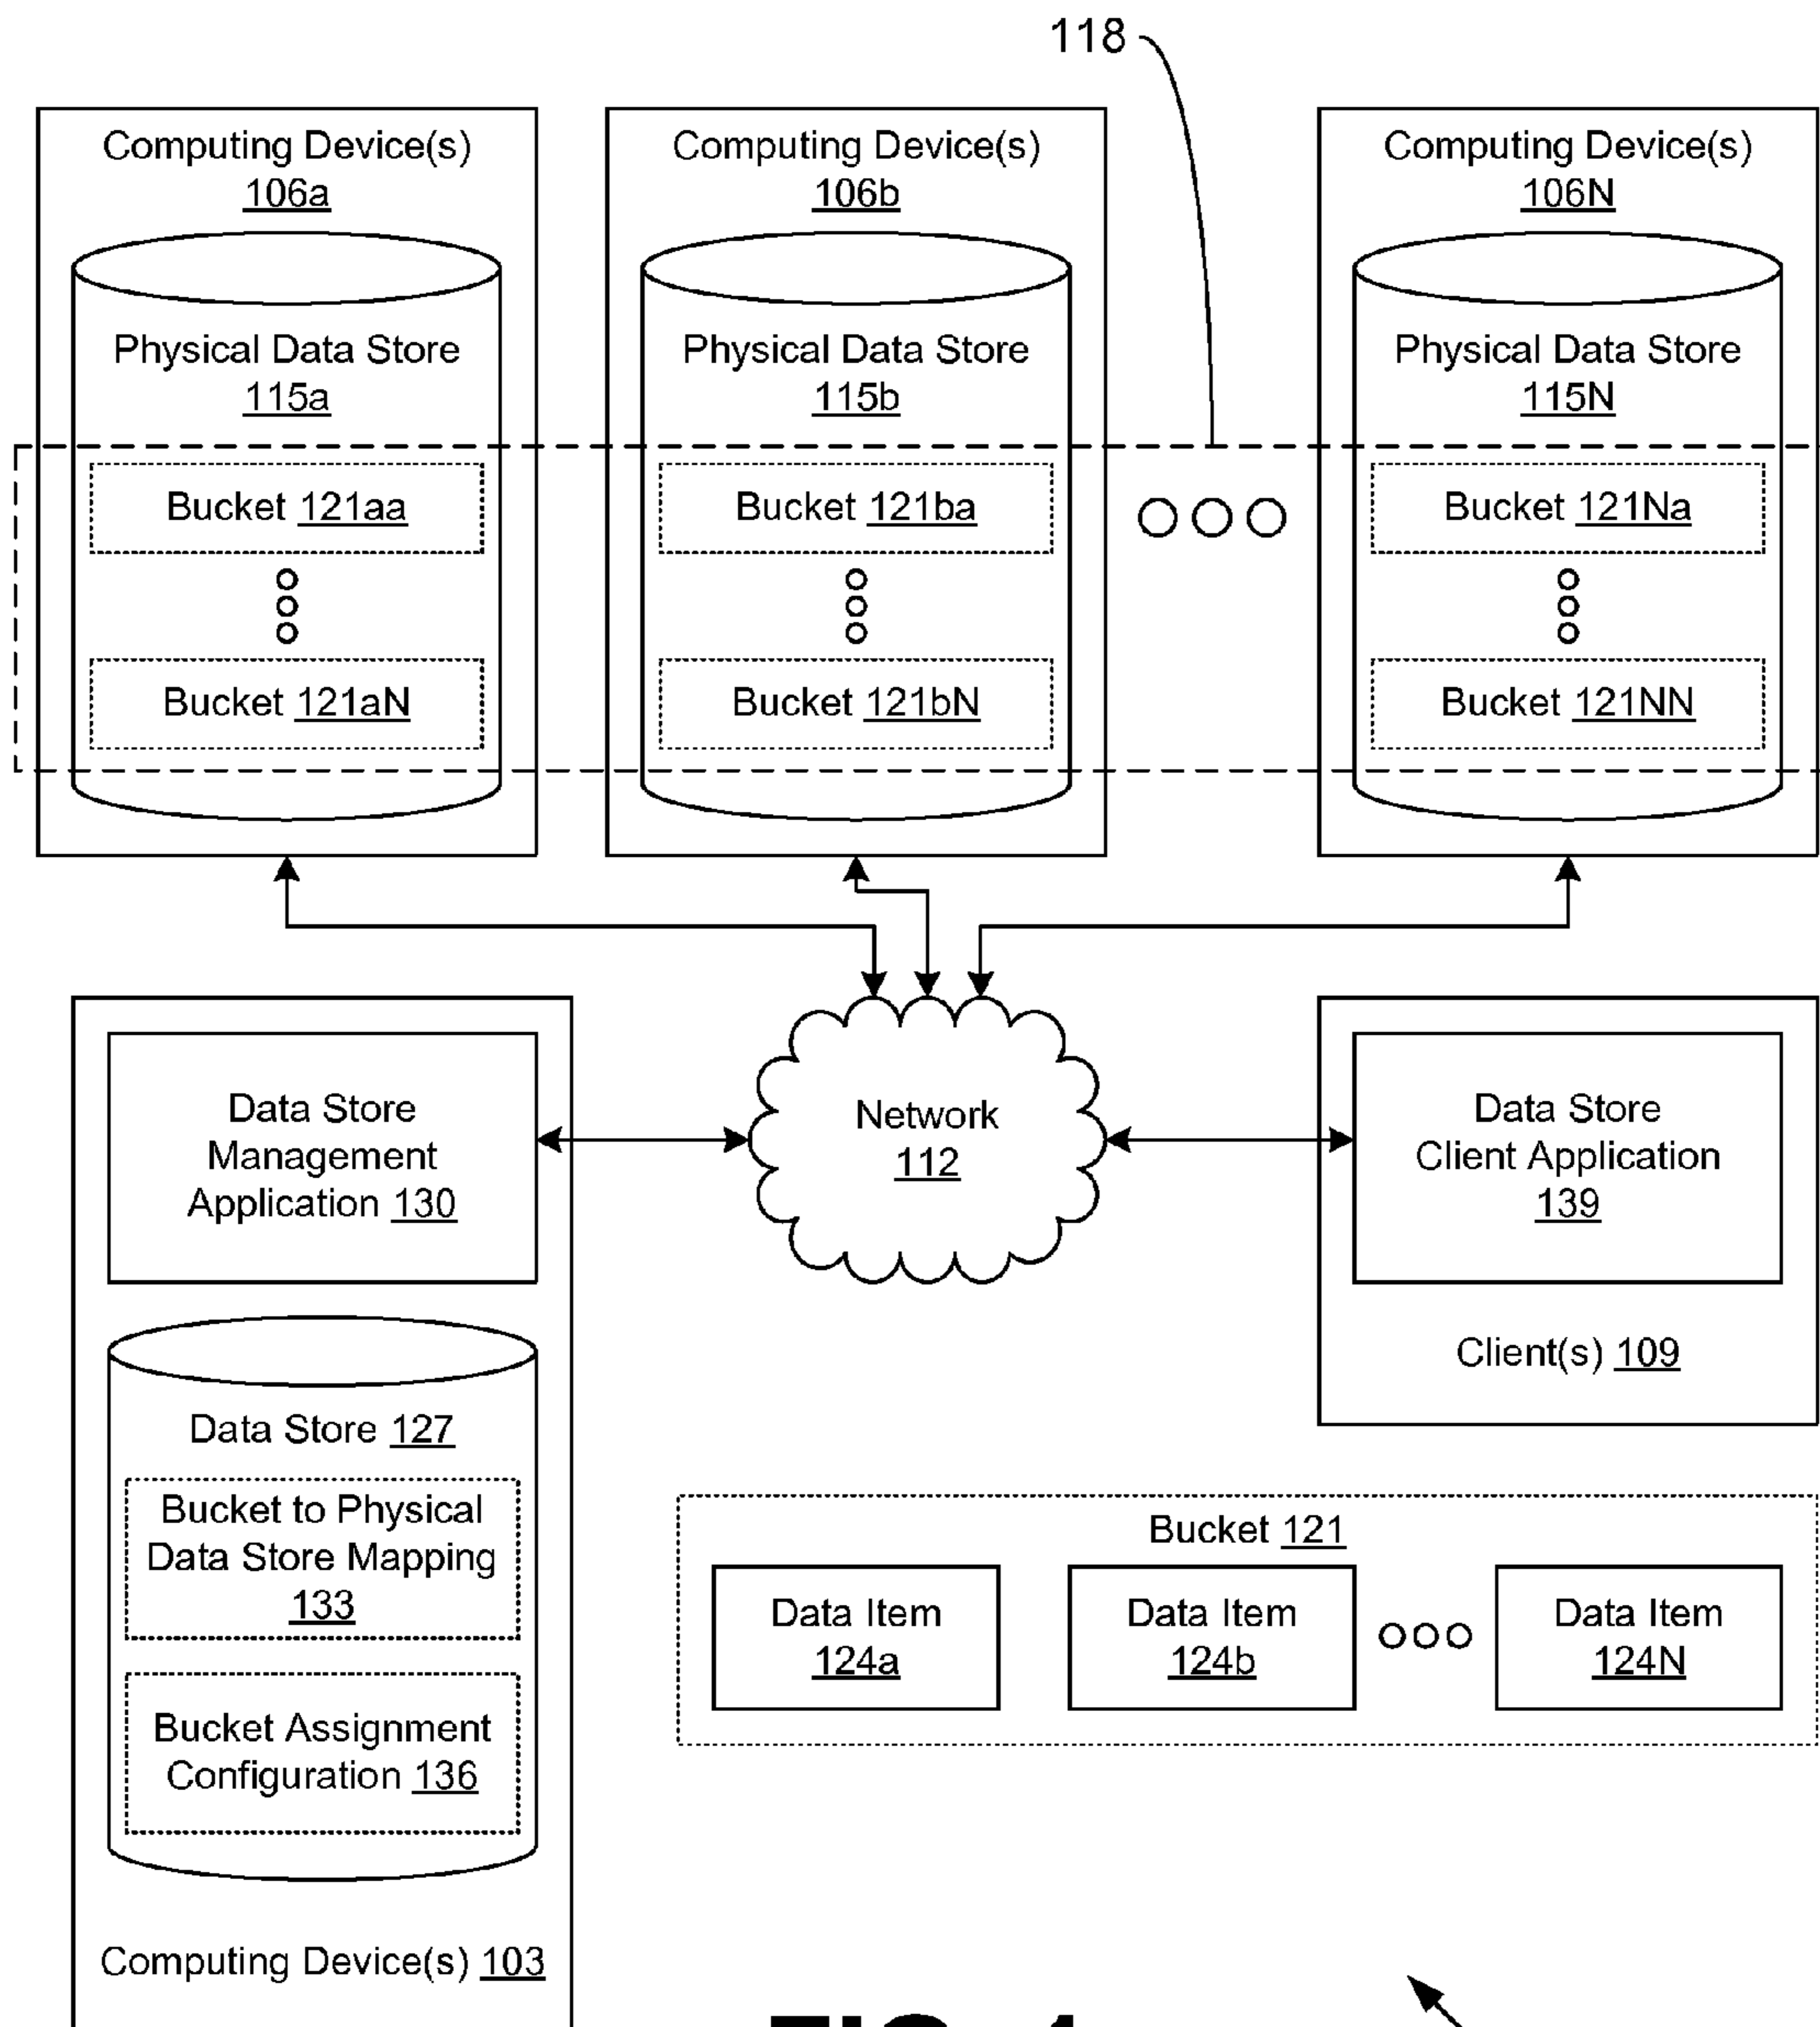 118
Computing Device(s)
106a
Physical Data Store
115a
Bucket 121aa
Bucket 121aN
Computing Device(s)
106b
Physical Data Store
115b
Bucket 121ba
Bucket 121bN
Computing Device(s)
106N
Physical Data Store
115N
Bucket 121Na
Bucket 121NN
Data Store
Management
Application 130
Network
112
Data Store
Client Application
139
Client(s) 109
Data Store 127
Bucket to Physical
Data Store Mapping
133
Bucket Assignment
Configuration 136
Computing Device(s) 103
Bucket 121
Data Item
124a
Data Item
124b
Data Item
124N